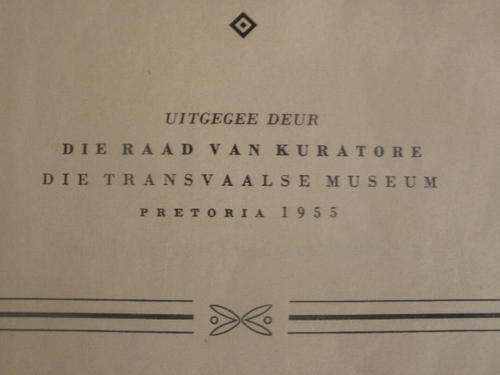 UITGEGEE DEUR
DIE RAAD VAN KURATORE
DIE TRANSVAALSE MUSEUM
PRETORIA 1955